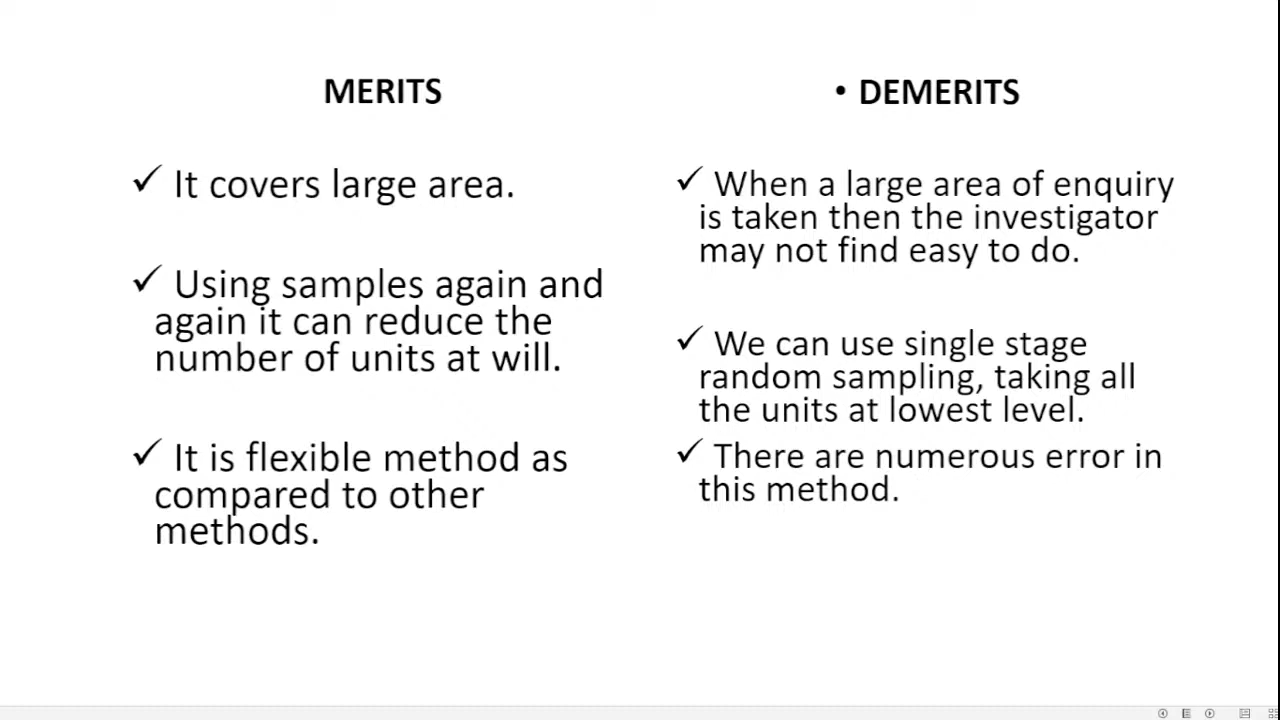 MERITS
✓ It covers large area.
✓ Using samples again and
again it can reduce the
number of units at will.
✓ It is flexible method as
compared to other
methods.
• DEMERITS
✓ When a large area of enquiry
is taken then the investigator
may not find easy to do.
✓ We can use single stage
random sampling, taking all
the units at lowest level.
✓ There are numerous error in
this method.